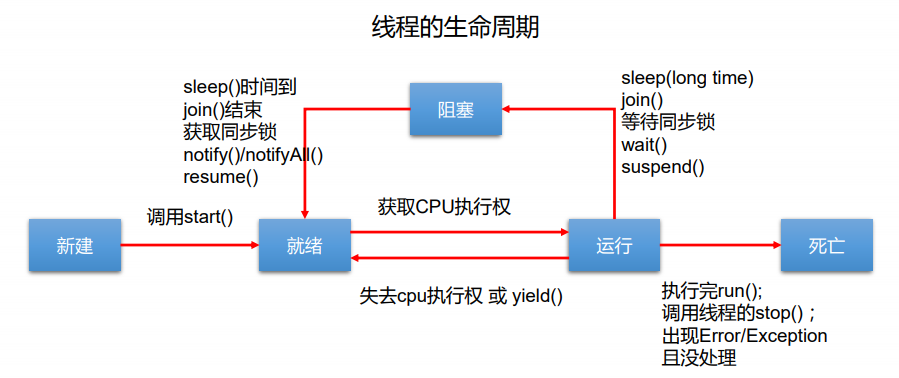 线程的生命周期
sleep()时间到
join()结束
获取同步锁
notify()/notifyAll()
resume()
阻塞
sleep(long time)
join()
等待同步锁
wait()
suspend()
新建
调用start()
就绪
获取CPU执行权
失去cpu执行权 或 yield()
运行
死亡
执行完run();
调用线程的stop() ;
出现Error/Exception
且没处理